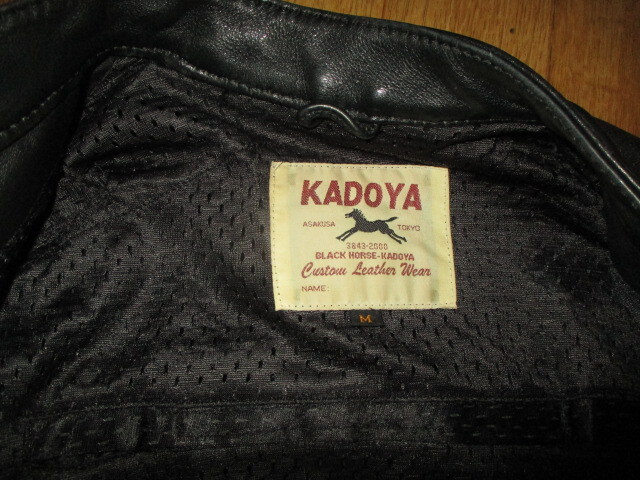 KADOYA
ASAKUSA TOKYO
3843-2000
BLACK HORSE-KADOYA
Custom Leather Wear
NAME:
M